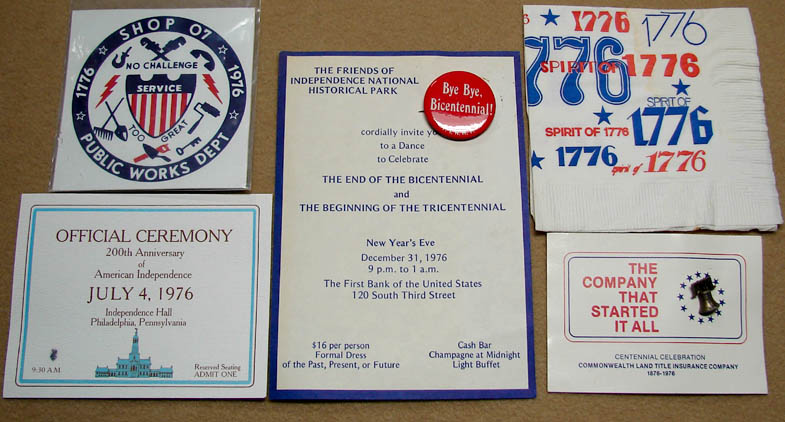 SHOP 07
1776
1976
NO CHALLENGE
SERVICE
TOO GREAT
PUBLIC WORKS DEPT
OFFICIAL CEREMONY
200th Anniversary
of
American Independence
JULY 4, 1976
Independence Hall
Philadelphia, Pennsylvania
9:30 A.M.
Reserved Seating
ADMIT ONE
THE FRIENDS OF
INDEPENDENCE NATIONAL
HISTORICAL PARK
Bye Bye,
Bicentennial!
cordially invite you
to a Dance
to Celebrate
THE END OF THE BICENTENNIAL
and
THE BEGINNING OF THE TRICENTENNIAL
New Year's Eve
December 31, 1976
9 p.m. to 1 a.m.
The First Bank of the United States
120 South Third Street
$16 per person
Formal Dress
of the Past, Present, or Future
Cash Bar
Champagne at Midnight
Light Buffet
1776
1776
1776
776
SPIRIT OF 1776
SPIRIT OF
1776
SPIRIT OF 1776
1776
spirit of 1776
THE
COMPANY
THAT
STARTED
IT ALL
CENTENNIAL CELEBRATION
COMMONWEALTH LAND TITLE INSURANCE COMPANY
1876-1976